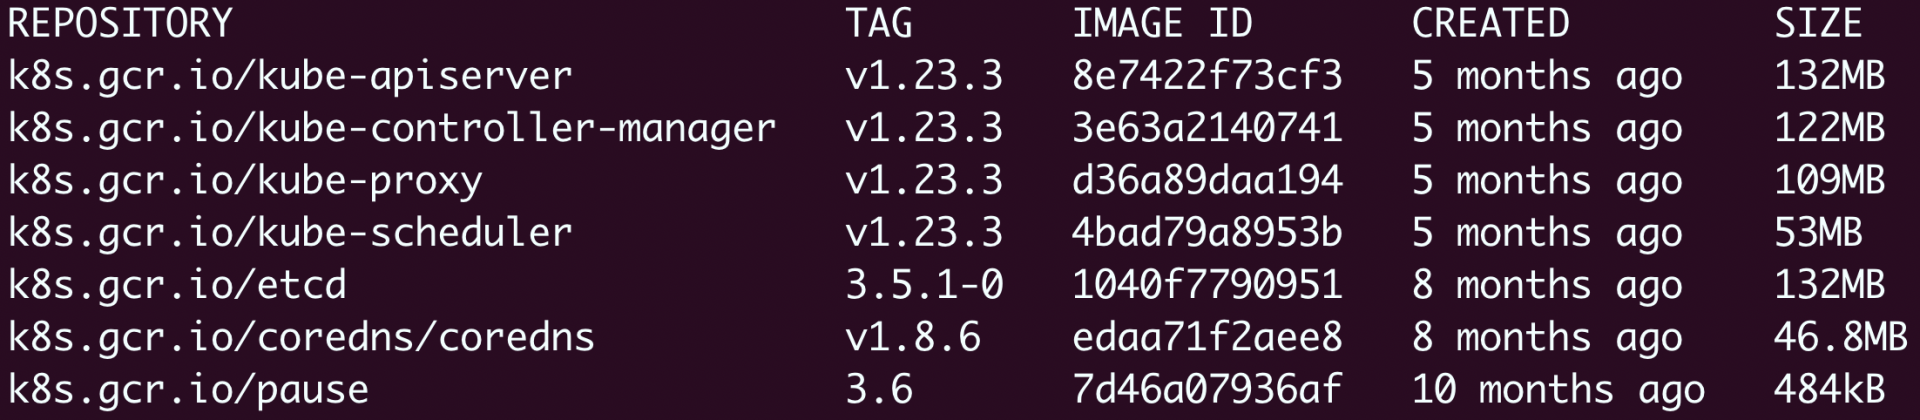 REPOSITORY TAG IMAGE ID CREATED SIZE
k8s.gcr.io/kube-apiserver v1.23.3 8e7422f73cf3 5 months ago 132MB
k8s.gcr.io/kube-controller-manager v1.23.3 3e63a2140741 5 months ago 122MB
k8s.gcr.io/kube-proxy v1.23.3 d36a89daa194 5 months ago 109MB
k8s.gcr.io/kube-scheduler v1.23.3 4bad79a8953b 5 months ago 53MB
k8s.gcr.io/etcd 3.5.1-0 1040f7790951 8 months ago 132MB
k8s.gcr.io/coredns/coredns v1.8.6 edaa71f2aee8 8 months ago 46.8MB
k8s.gcr.io/pause 3.6 7d46a07936af 10 months ago 484kB